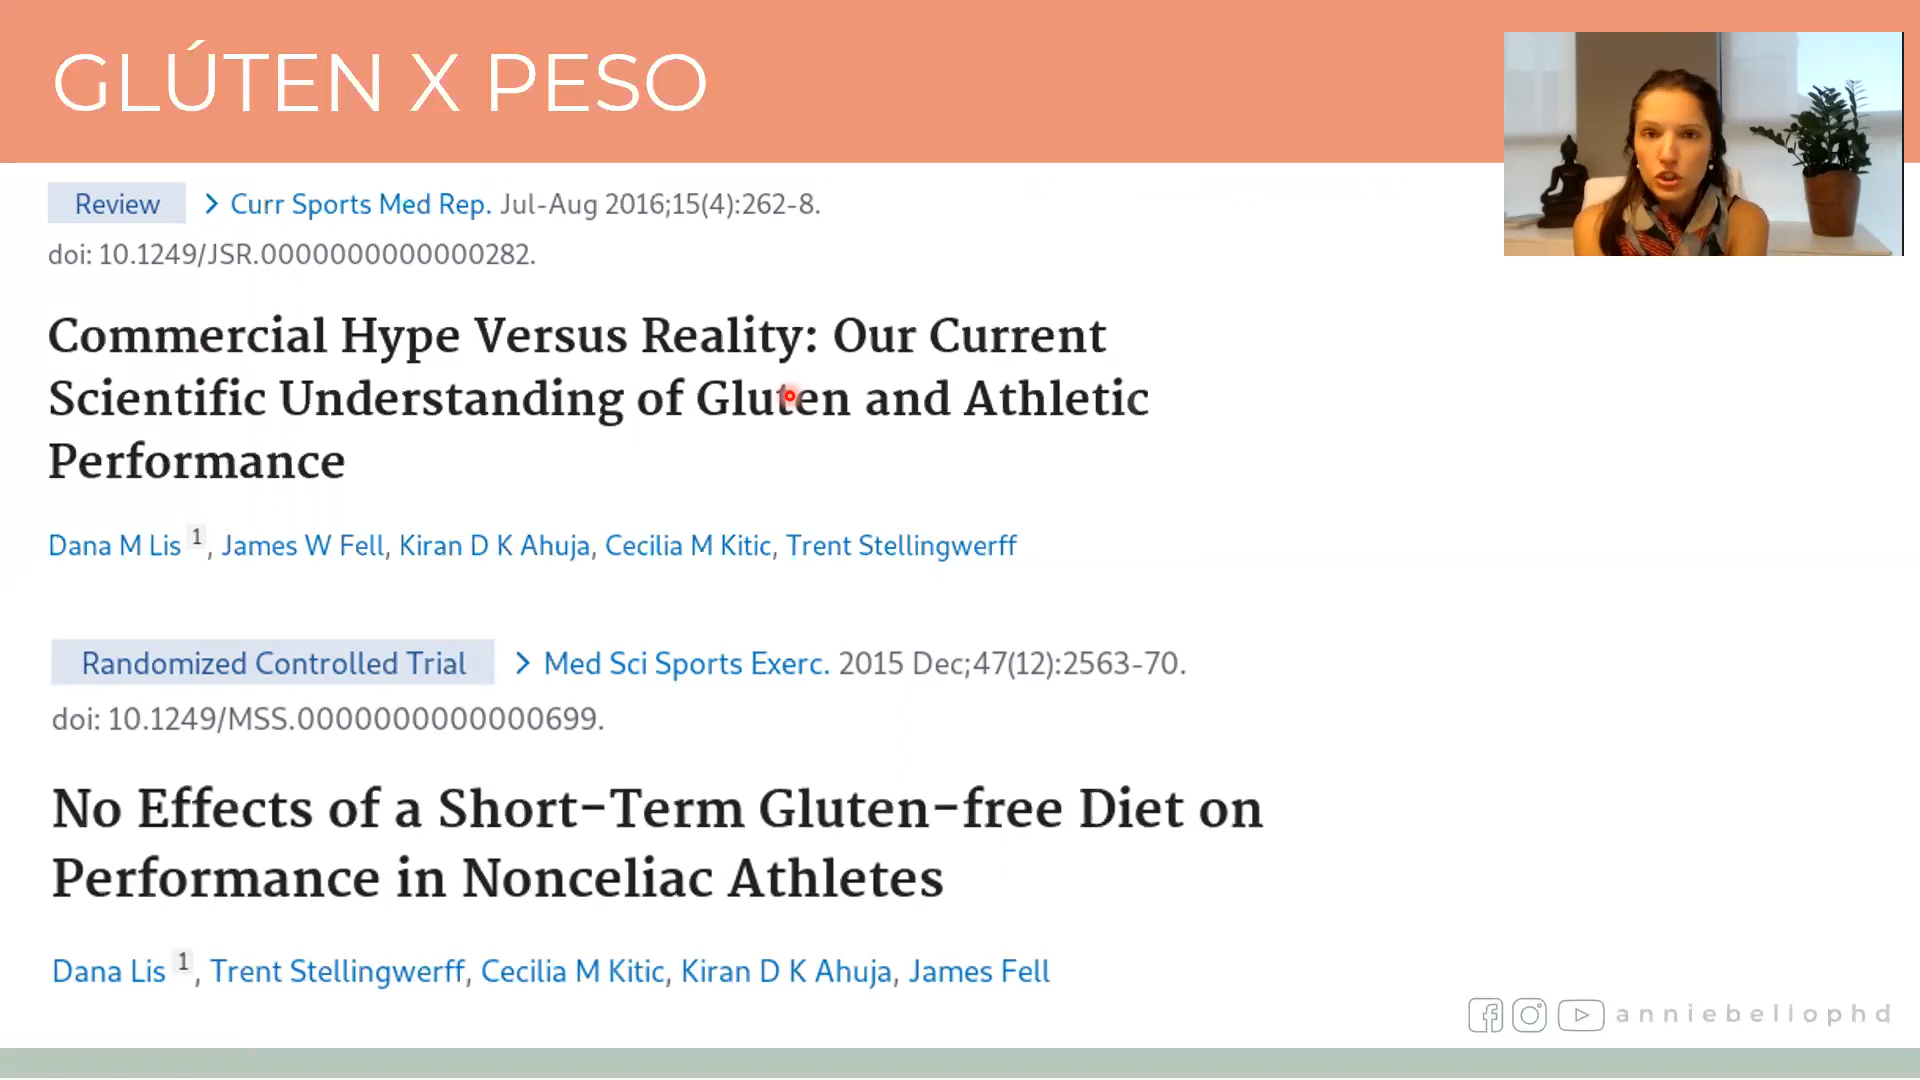 GLÚTEN X PESO
Review > Curr Sports Med Rep. Jul-Aug 2016;15(4):262-8.
doi: 10.1249/JSR.0000000000000282.
Commercial Hype Versus Reality: Our Current
Scientific Understanding of Gluten and Athletic
Performance
Dana M Lis 1, James W Fell, Kiran D K Ahuja, Cecilia M Kitic, Trent Stellingwerff
Randomized Controlled Trial > Med Sci Sports Exerc. 2015 Dec;47(12):2563-70.
doi: 10.1249/MSS.0000000000000699.
No Effects of a Short-Term Gluten-free Diet on
Performance in Nonceliac Athletes
Dana Lis 1, Trent Stellingwerff, Cecilia M Kitic, Kiran D K Ahuja, James Fell
anniebellophd